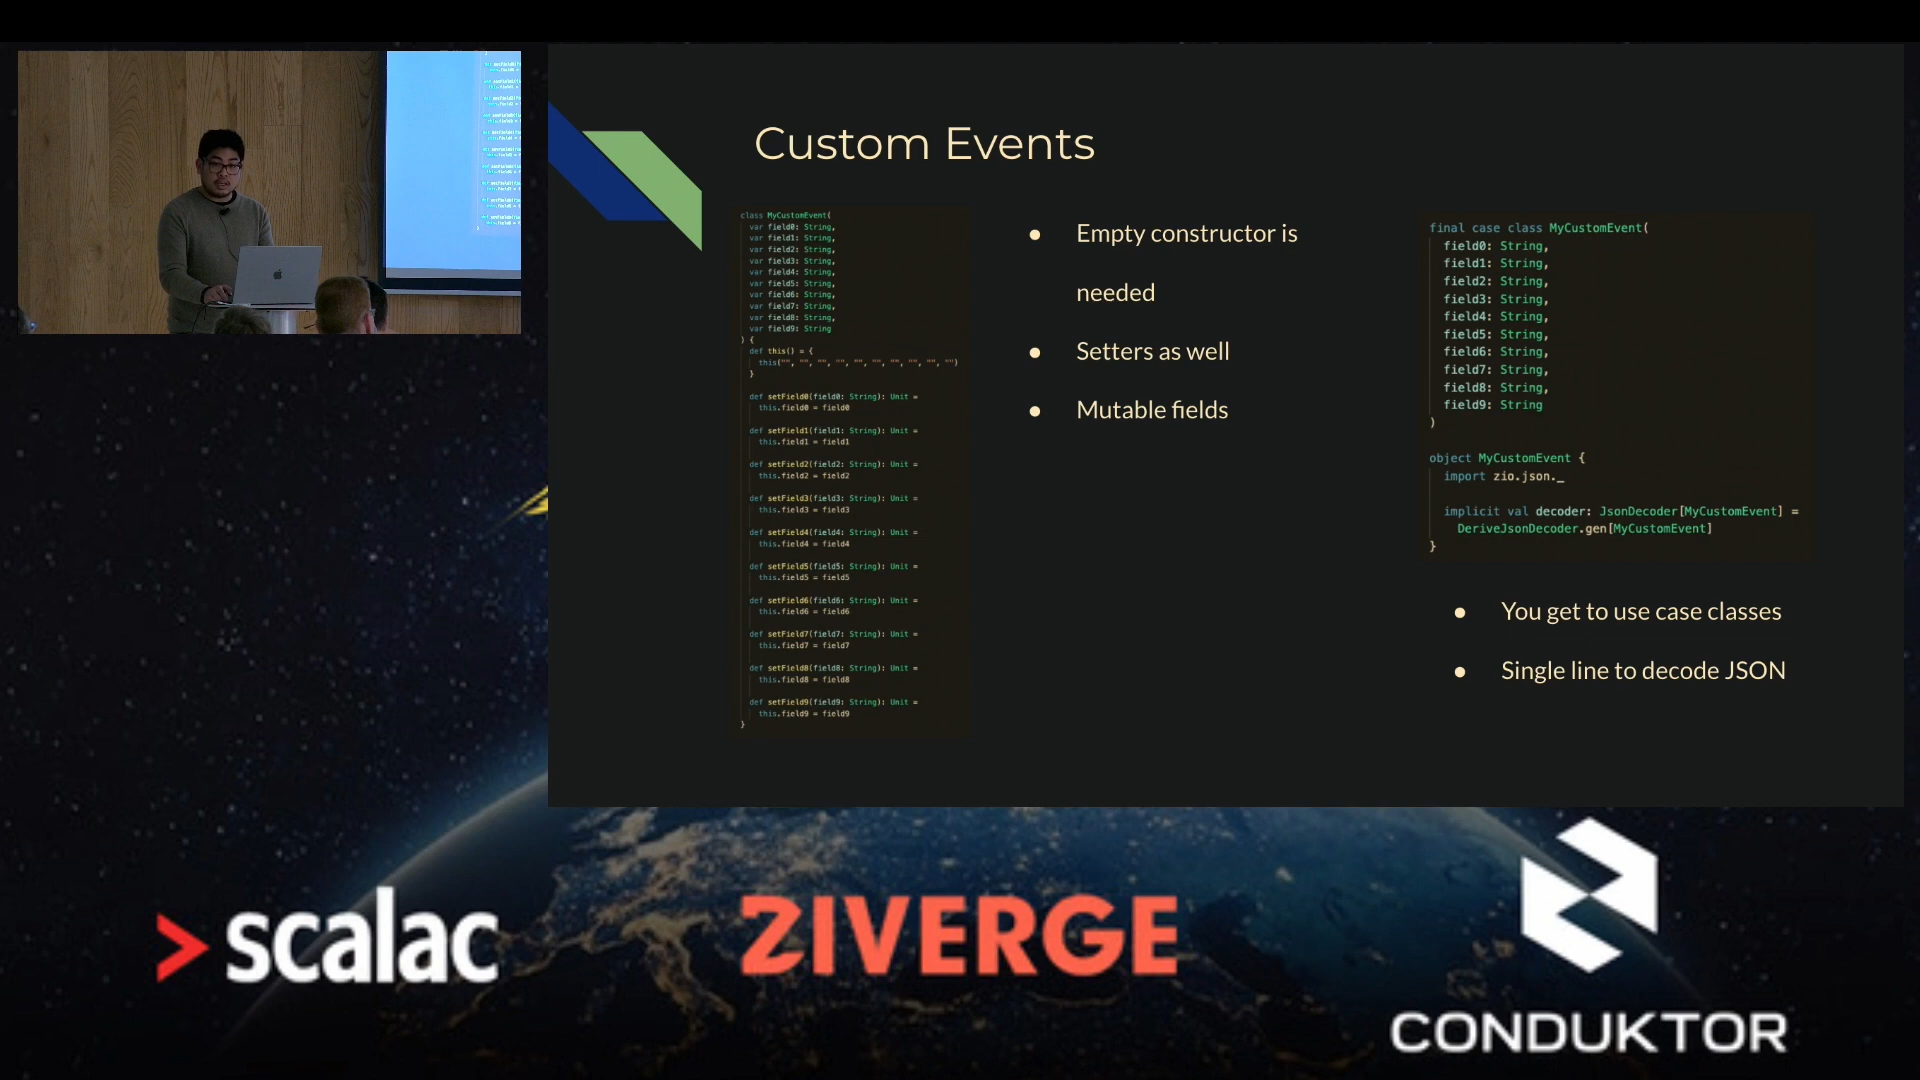 Custom Events
class MyCustomEvent(
var field0: String,
var field1: String,
var field2: String,
var field3: String,
var field4: String,
var field5: String,
var field6: String,
var field7: String,
var field8: String,
var field9: String
) {
def this() = {
this("", "", "", "", "", "", "", "", "", "")
}
def setField0(field0: String): Unit =
this.field0 = field0
def setField1(field1: String): Unit =
this.field1 = field1
def setField2(field2: String): Unit =
this.field2 = field2
def setField3(field3: String): Unit =
this.field3 = field3
def setField4(field4: String): Unit =
this.field4 = field4
def setField5(field5: String): Unit =
this.field5 = field5
def setField6(field6: String): Unit =
this.field6 = field6
def setField7(field7: String): Unit =
this.field7 = field7
def setField8(field8: String): Unit =
this.field8 = field8
def setField9(field9: String): Unit =
this.field9 = field9
}
● Empty constructor is
needed
● Setters as well
● Mutable fields
final case class MyCustomEvent(
field0: String,
field1: String,
field2: String,
field3: String,
field4: String,
field5: String,
field6: String,
field7: String,
field8: String,
field9: String
)
object MyCustomEvent {
import zio.json._
implicit val decoder: JsonDecoder[MyCustomEvent] =
DeriveJsonDecoder.gen[MyCustomEvent]
}
● You get to use case classes
● Single line to decode JSON
scalac
ZIVERGE
CONDUKTOR